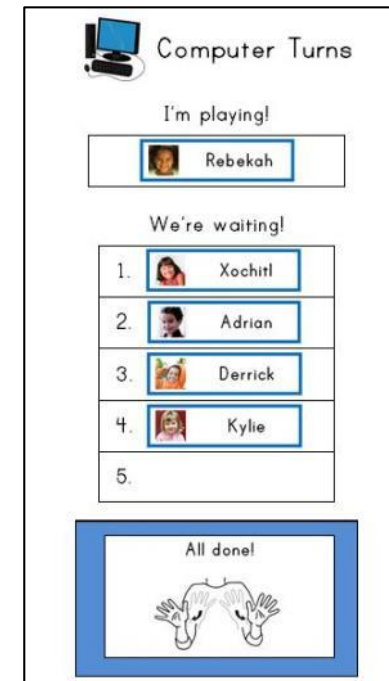 Computer Turns
I'm playing!
Rebekah
We're waiting!
1. Xochitl
2. Adrian
3. Derrick
4. Kylie
5.
All done!